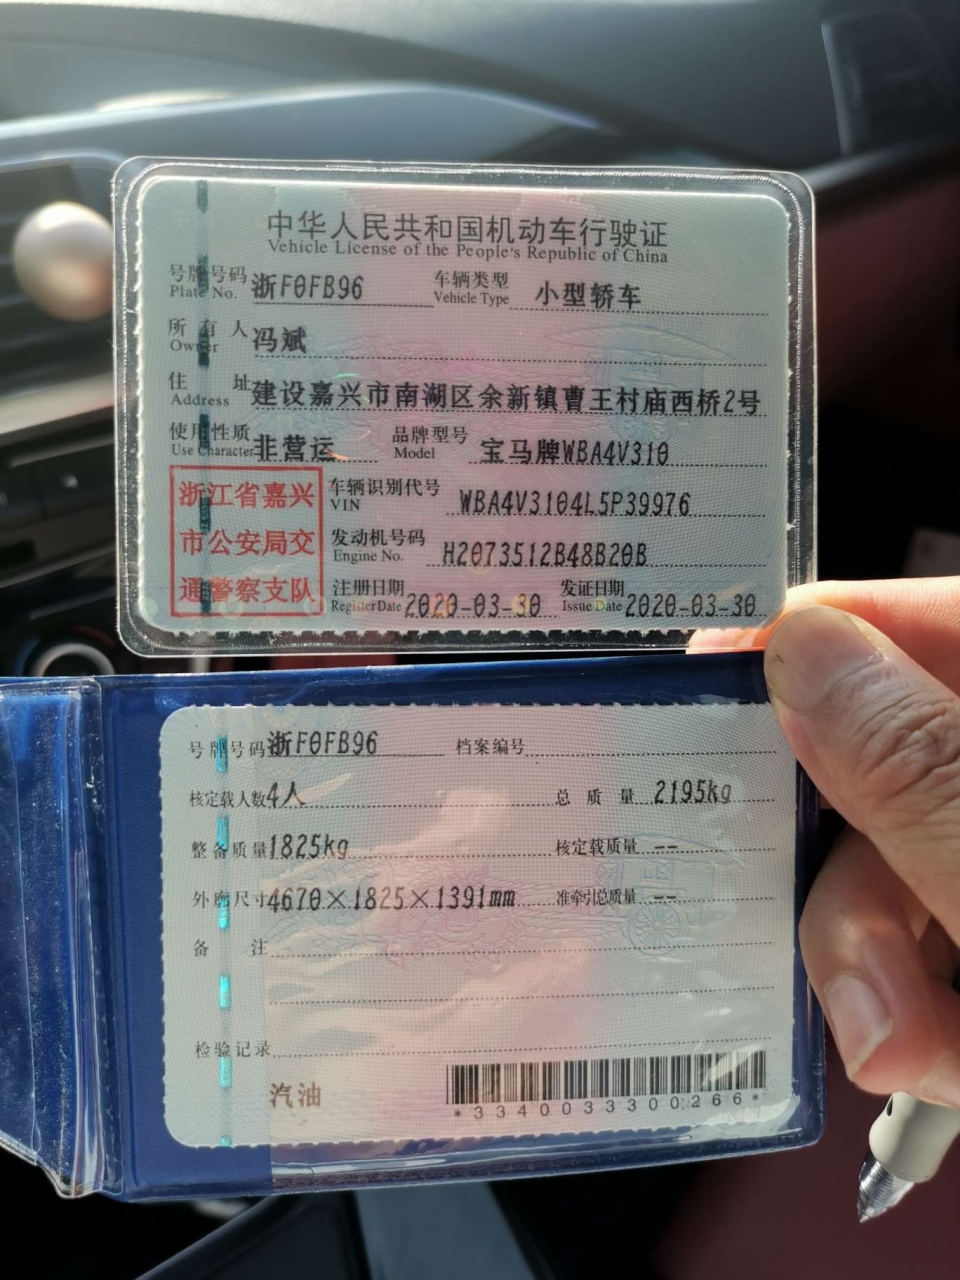 中华人民共和国机动车行驶证
Vehicle License of the People's Republic of China
号牌号码 浙F0FB96 车辆类型 小型轿车
Plate No. Vehicle Type
所有人 冯斌
Owner
住址 建设嘉兴市南湖区余新镇曹王村庙西桥2号
Address
使用性质 非营运 品牌型号 宝马牌WBA4V310
Use Character Model
浙江省嘉兴
市公安局交
通警察支队
车辆识别代号 WBA4V3104L5P39976
VIN
发动机号码 H2073512B48B20B
Engine No.
注册日期 2020-03-30 发证日期 2020-03-30
Register Date Issue Date
号牌号码 浙F0FB96 档案编号
核定载人数 4人 总质量 2195kg
整备质量 1825kg 核定载质量 --
外廓尺寸 4670×1825×1391mm 准牵引总质量 --
备注
检验记录
汽油
*3340033300266*